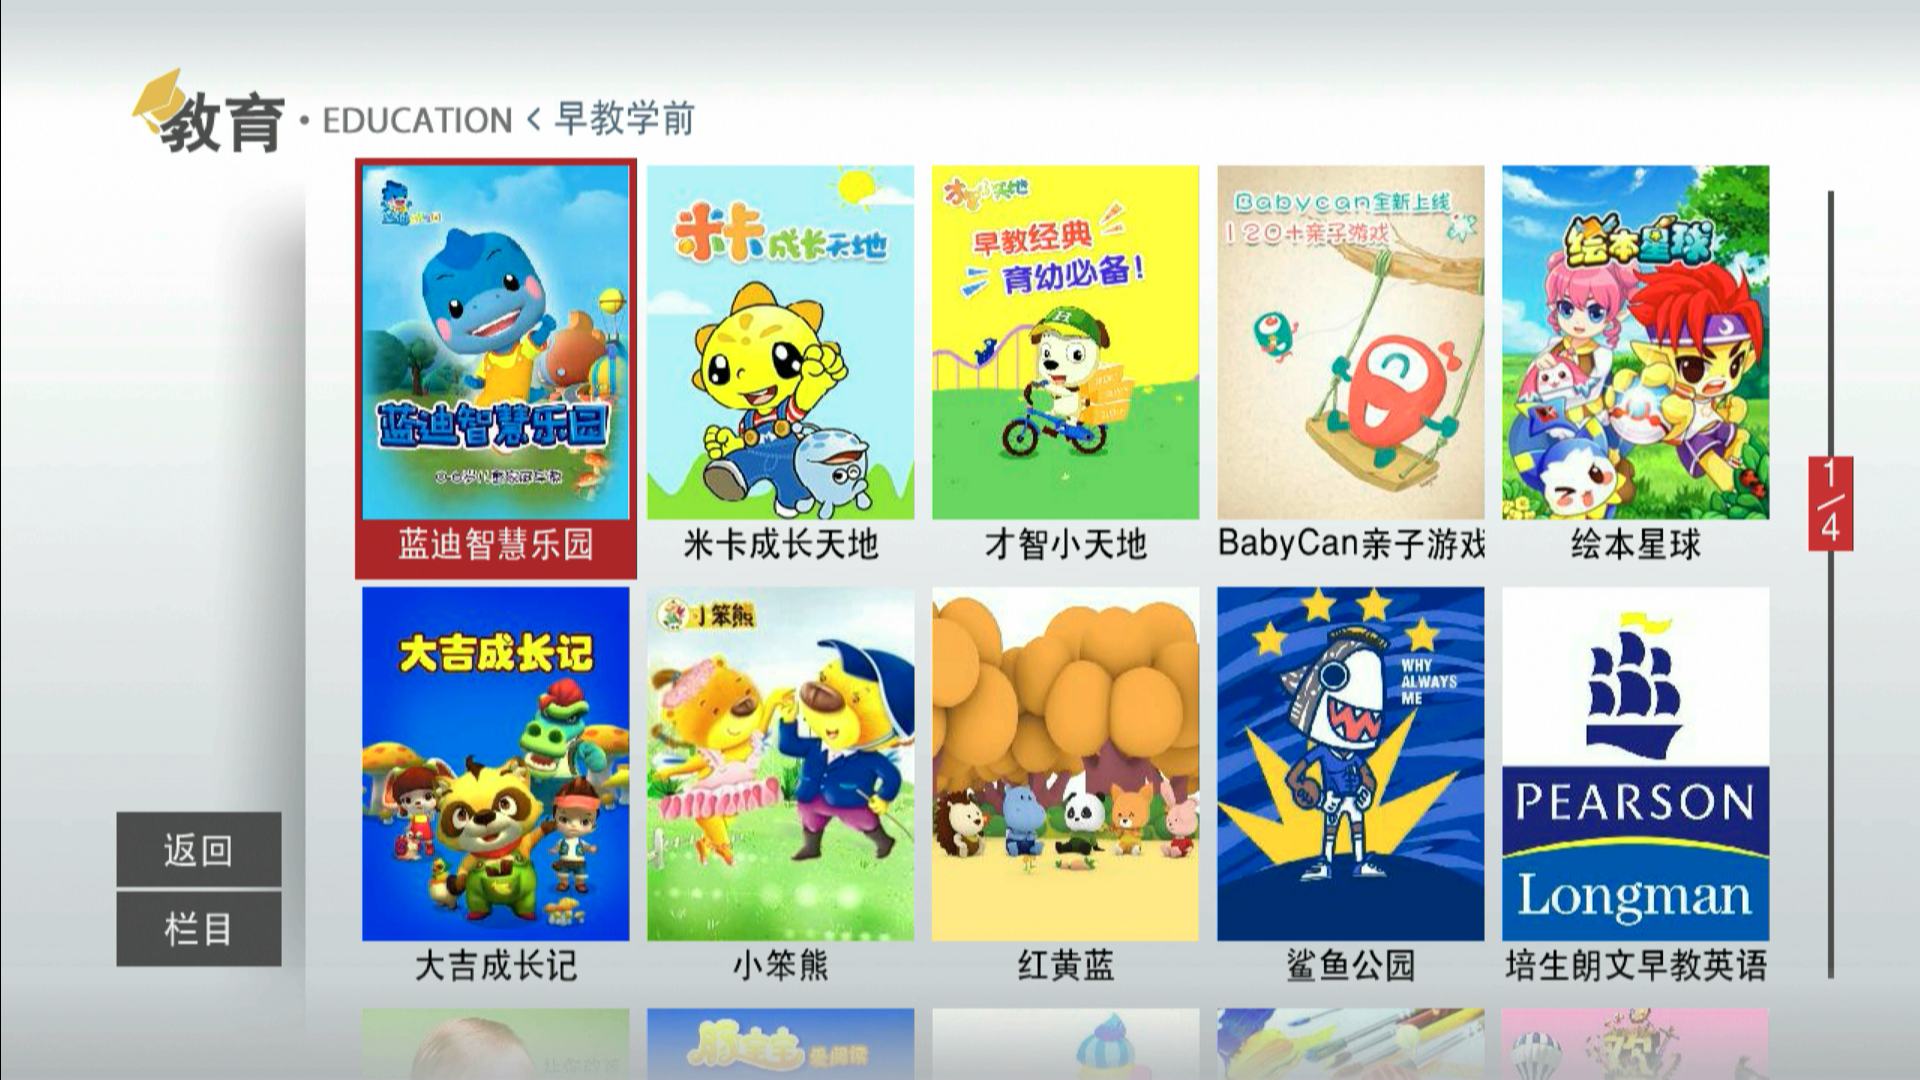 教育·EDUCATION < 早教学前
蓝迪智慧乐园
蓝迪智慧乐园
米卡成长天地
米卡成长天地
早教经典
育幼必备!
才智小天地
Babycan全新上线
120+亲子游戏
BabyCan亲子游戏
绘本星球
绘本星球
1/4
大吉成长记
大吉成长记
小笨熊
小笨熊
红黄蓝
WHY
ALWAYS
ME
鲨鱼公园
PEARSON
Longman
培生朗文早教英语
返回
栏目
豚宝宝